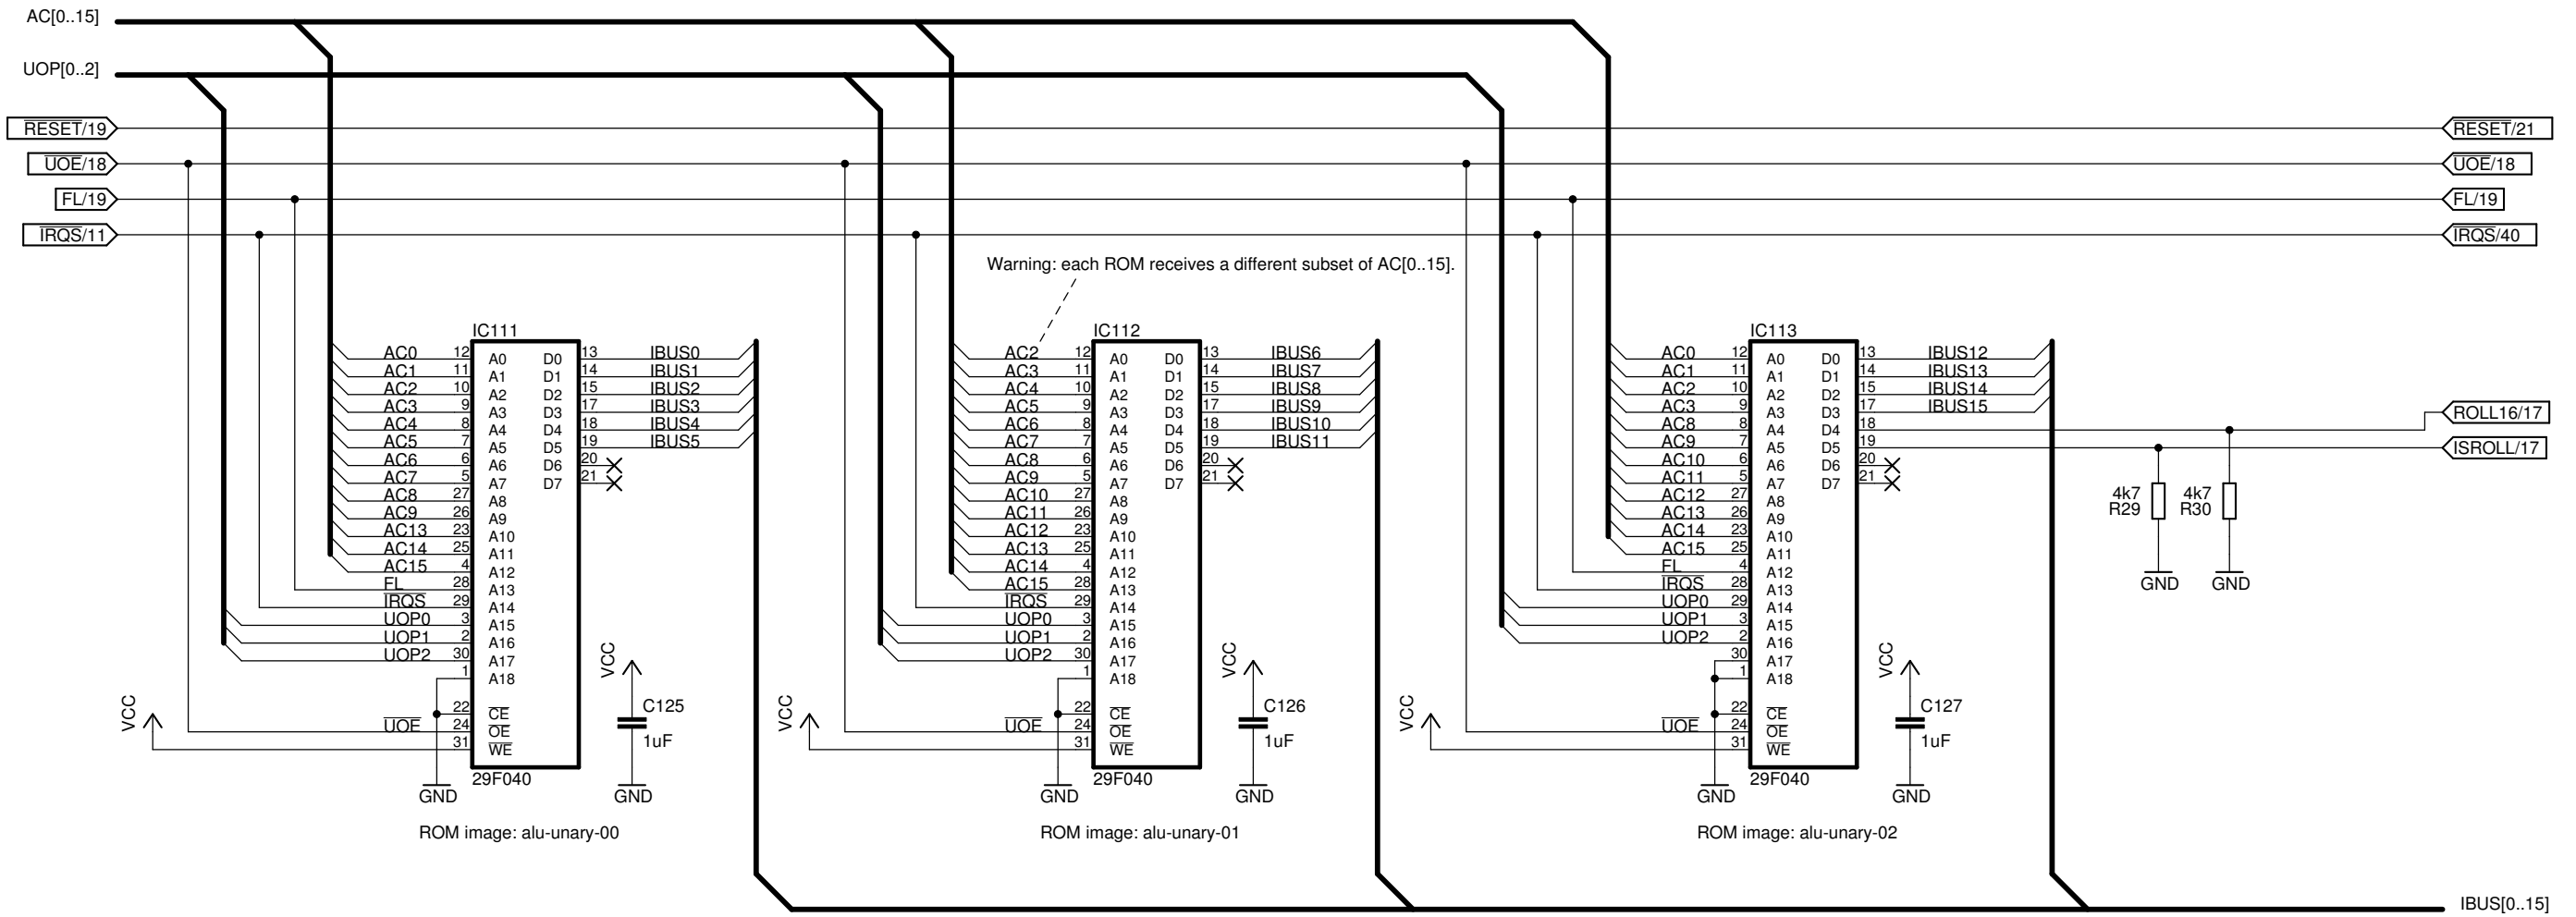 AC[0..15]
UOP[0..2]
RESET/19 RESET/21
UOE/18 UOE/18
FL/19 FL/19
IRQS/11 IRQS/40
Warning: each ROM receives a different subset of AC[0..15].
IC111
AC0 12 A0 D0 13 IBUS0
AC1 11 A1 D1 14 IBUS1
AC2 10 A2 D2 15 IBUS2
AC3 9 A3 D3 17 IBUS3
AC4 8 A4 D4 18 IBUS4
AC5 7 A5 D5 19 IBUS5
AC6 6 A6 D6 20
AC7 5 A7 D7 21
AC8 27 A8
AC9 26 A9
AC13 23 A10
AC14 25 A11
AC15 4 A12
FL 28 A13
IRQS 29 A14
UOP0 3 A15
UOP1 2 A16
UOP2 30 A17
1 A18
22 CE
UOE 24 OE
31 WE
29F040
VCC
GND
VCC
C125
1uF
GND
ROM image: alu-unary-00
IC112
AC2 12 A0 D0 13 IBUS6
AC3 11 A1 D1 14 IBUS7
AC4 10 A2 D2 15 IBUS8
AC5 9 A3 D3 17 IBUS9
AC6 8 A4 D4 18 IBUS10
AC7 7 A5 D5 19 IBUS11
AC8 6 A6 D6 20
AC9 5 A7 D7 21
AC10 27 A8
AC11 26 A9
AC12 23 A10
AC13 25 A11
AC14 4 A12
AC15 28 A13
IRQS 29 A14
UOP0 3 A15
UOP1 2 A16
UOP2 30 A17
1 A18
22 CE
UOE 24 OE
31 WE
29F040
VCC
GND
VCC
C126
1uF
GND
ROM image: alu-unary-01
IC113
AC0 12 A0 D0 13 IBUS12
AC1 11 A1 D1 14 IBUS13
AC2 10 A2 D2 15 IBUS14
AC3 9 A3 D3 17 IBUS15
AC8 8 A4 D4 18
AC9 7 A5 D5 19
AC10 6 A6 D6 20
AC11 5 A7 D7 21
AC12 27 A8
AC13 26 A9
AC14 23 A10
AC15 25 A11
FL 4 A12
IRQS 28 A13
UOP0 29 A14
UOP1 3 A15
UOP2 2 A16
30 A17
1 A18
22 CE
UOE 24 OE
31 WE
29F040
VCC
GND
VCC
C127
1uF
GND
ROM image: alu-unary-02
ROLL16/17
ISROLL/17
4k7
R29
GND
4k7
R30
GND
IBUS[0..15]